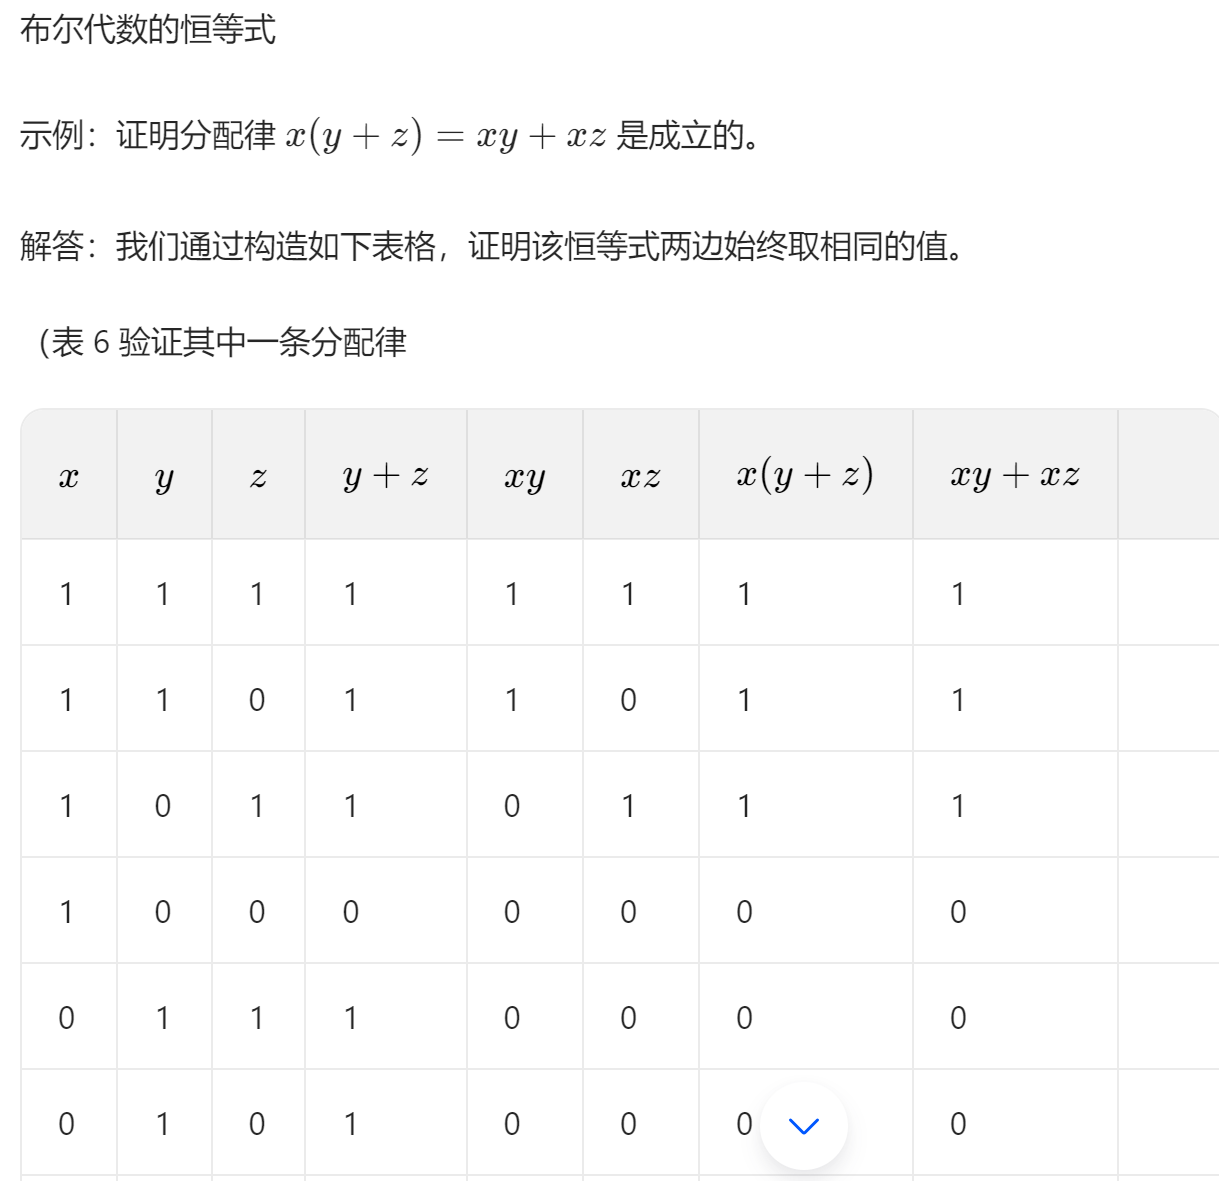 布尔代数的恒等式
示例：证明分配律 x(y + z) = xy + xz 是成立的。
解答：我们通过构造如下表格，证明该恒等式两边始终取相同的值。
（表 6 验证其中一条分配律
x y z y + z xy xz x(y + z) xy + xz
1 1 1 1 1 1 1 1
1 1 0 1 1 0 1 1
1 0 1 1 0 1 1 1
1 0 0 0 0 0 0 0
0 1 1 1 0 0 0 0
0 1 0 1 0 0 0 0